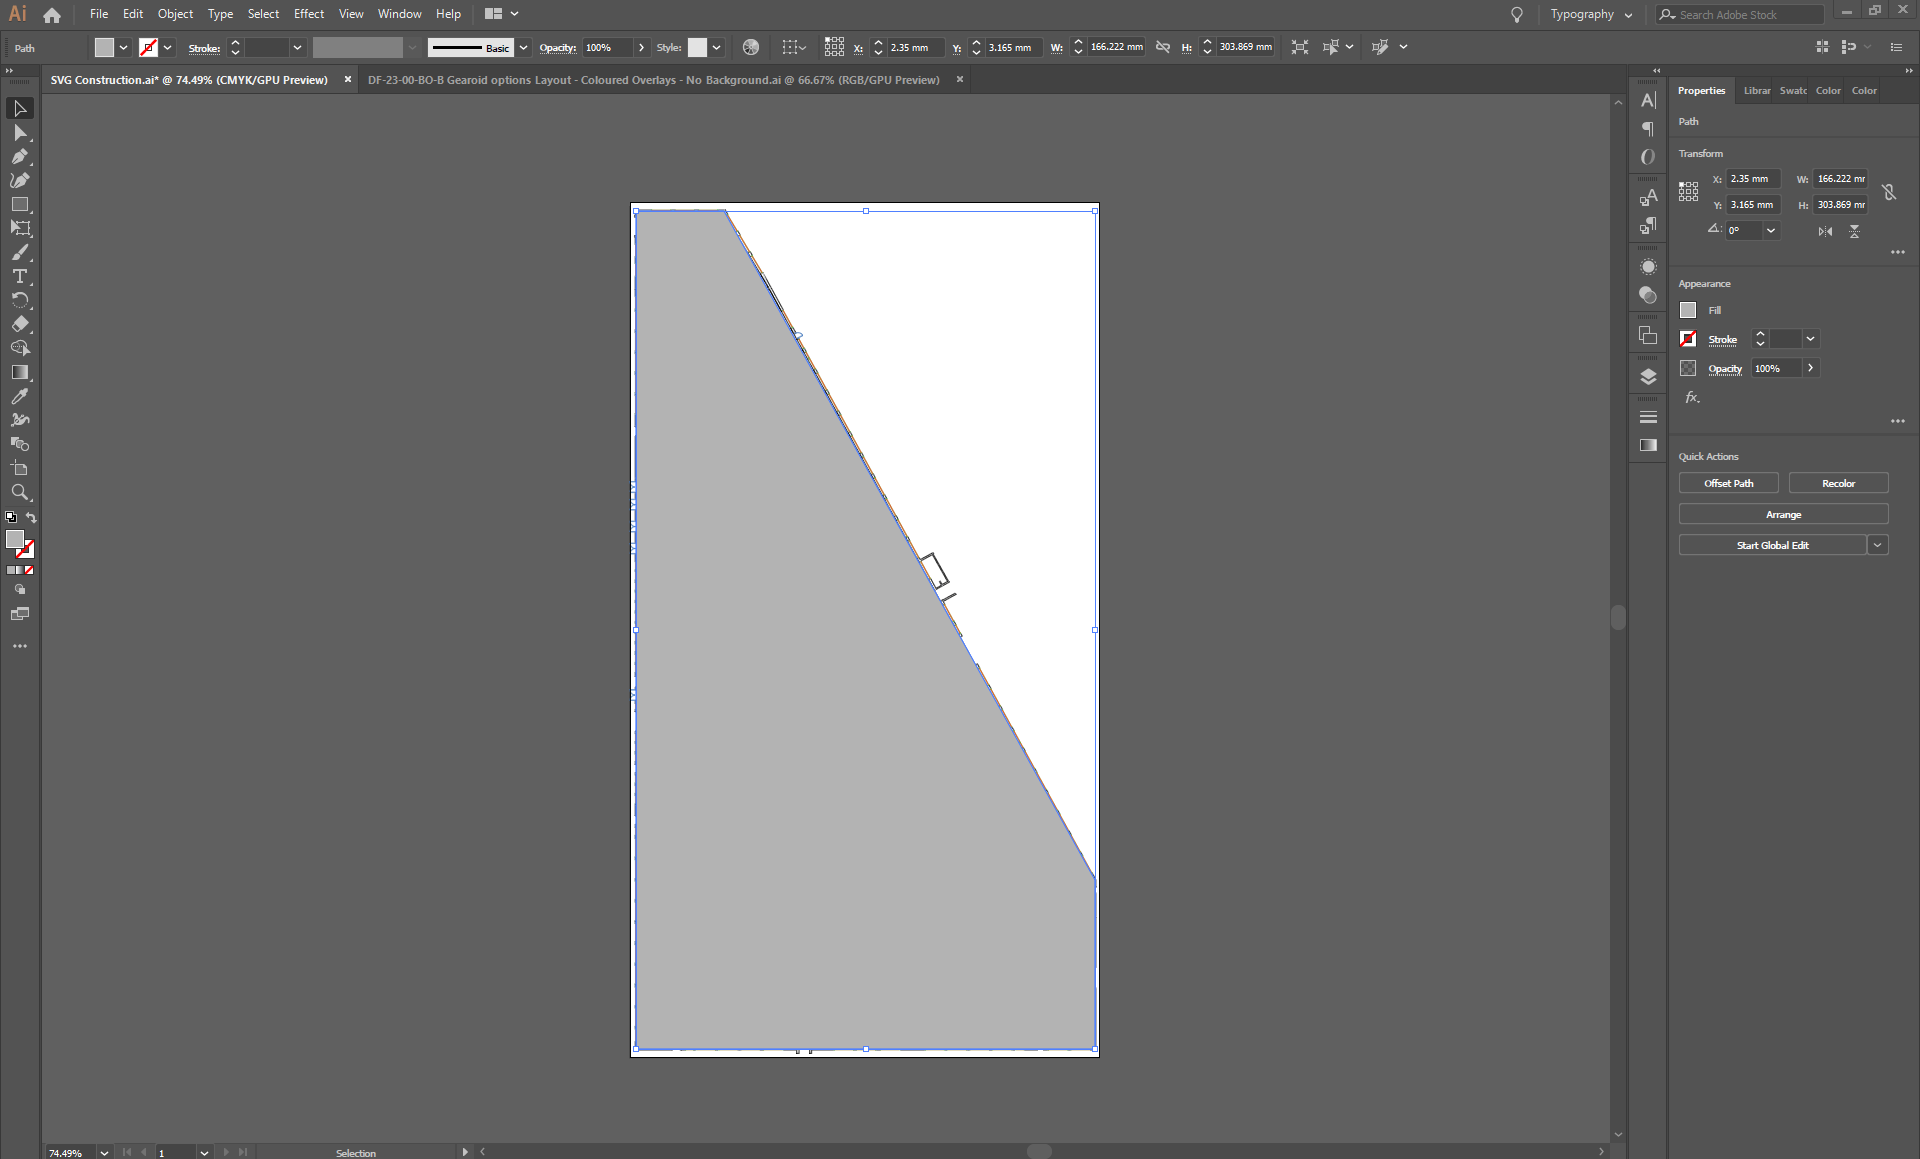 Ai File Edit Object Type Select Effect View Window Help Typography Search Adobe Stock
Path Stroke: Basic Opacity: 100% Style: X: 2.35 mm Y: 3.165 mm W: 166.222 mm H: 303.869 mm
SVG Construction.ai* @ 74.49% (CMYK/GPU Preview) × DF-23-00-BO-B Gearoid options Layout - Coloured Overlays - No Background.ai @ 66.67% (RGB/GPU Preview) ×
Properties Librar Swatc Color Color
Path
Transform
X: 2.35 mm W: 166.222 mr
Y: 3.165 mm H: 303.869 mr
0°
Appearance
Fill
Stroke
Opacity 100%
fx.
Quick Actions
Offset Path Recolor
Arrange
Start Global Edit
74.49% 1 Selection